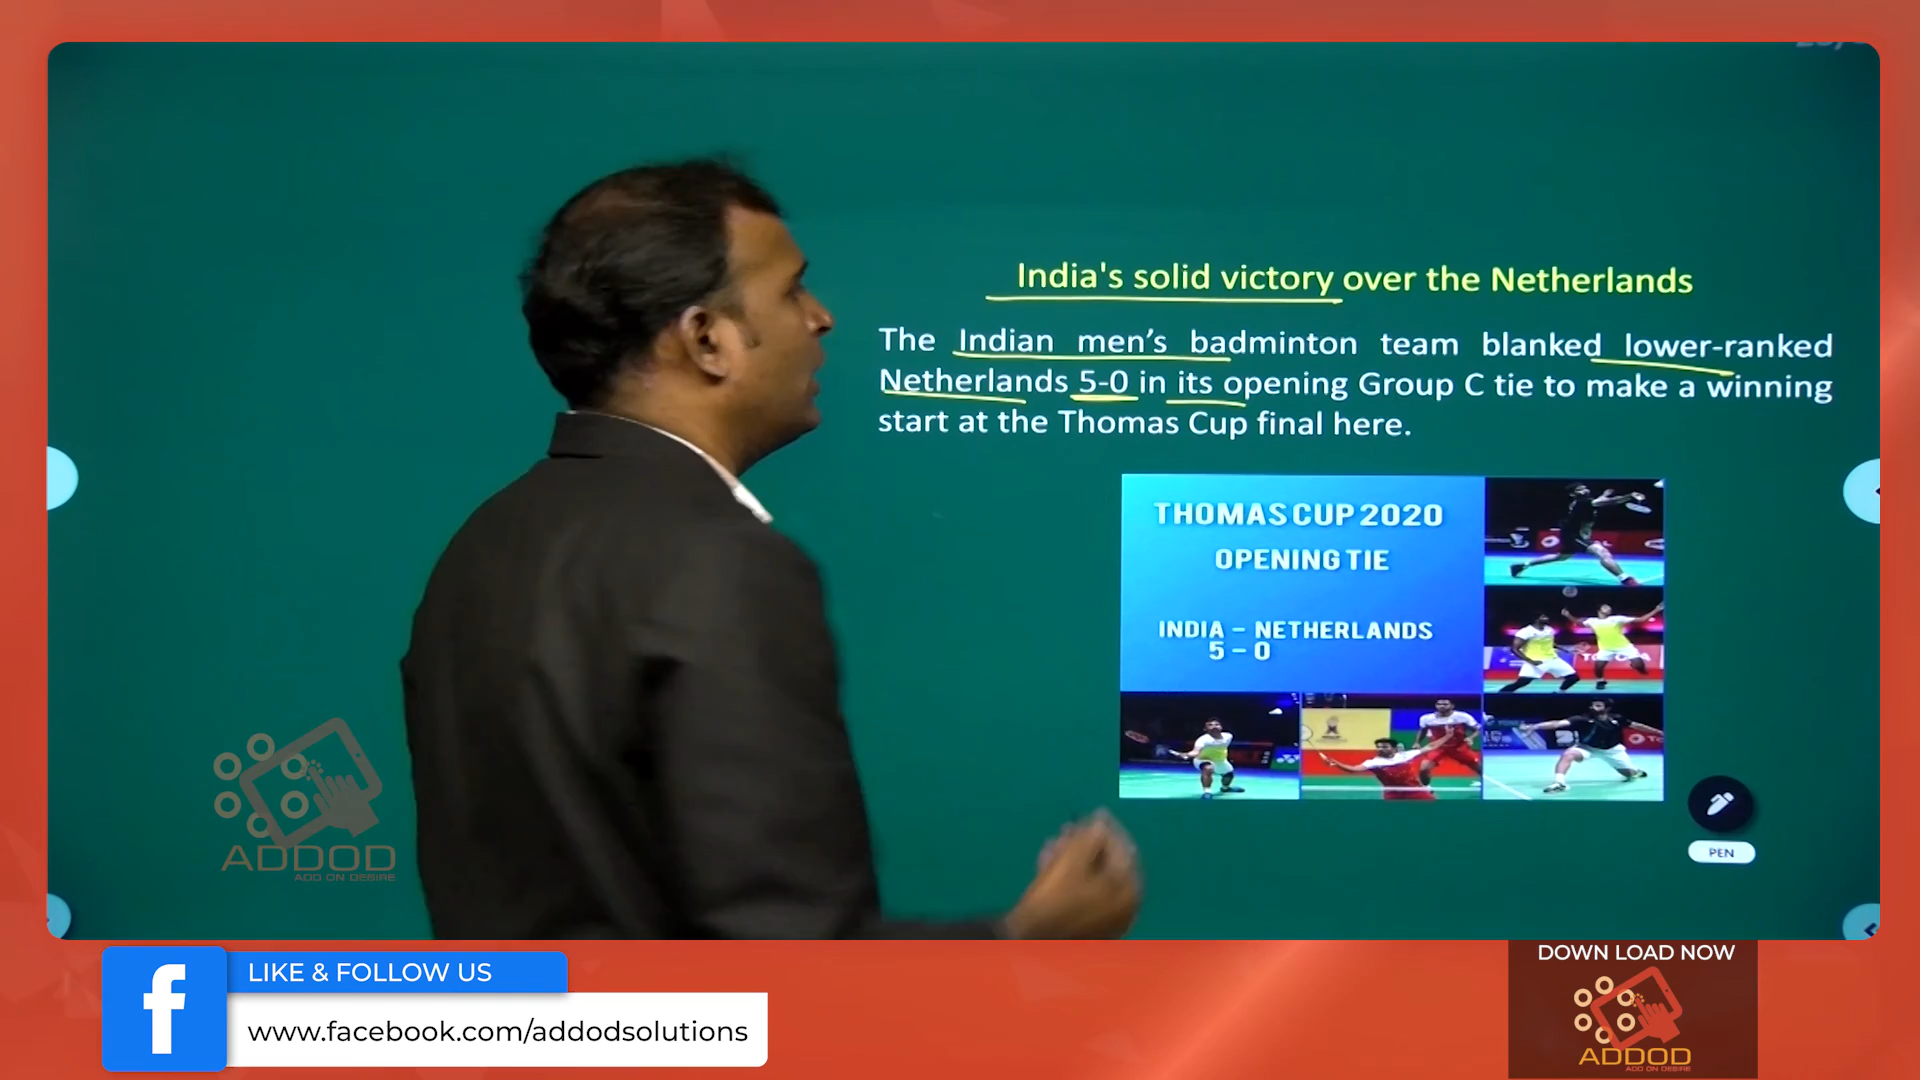 India's solid victory over the Netherlands
The Indian men's badminton team blanked lower-ranked
Netherlands 5-0 in its opening Group C tie to make a winning
start at the Thomas Cup final here.
THOMAS CUP 2020
OPENING TIE
INDIA – NETHERLANDS
5 – 0
PEN
ADDOD
ADD ON DESIRE
LIKE & FOLLOW US
www.facebook.com/addodsolutions
DOWN LOAD NOW
ADDOD
ADD ON DESIRE